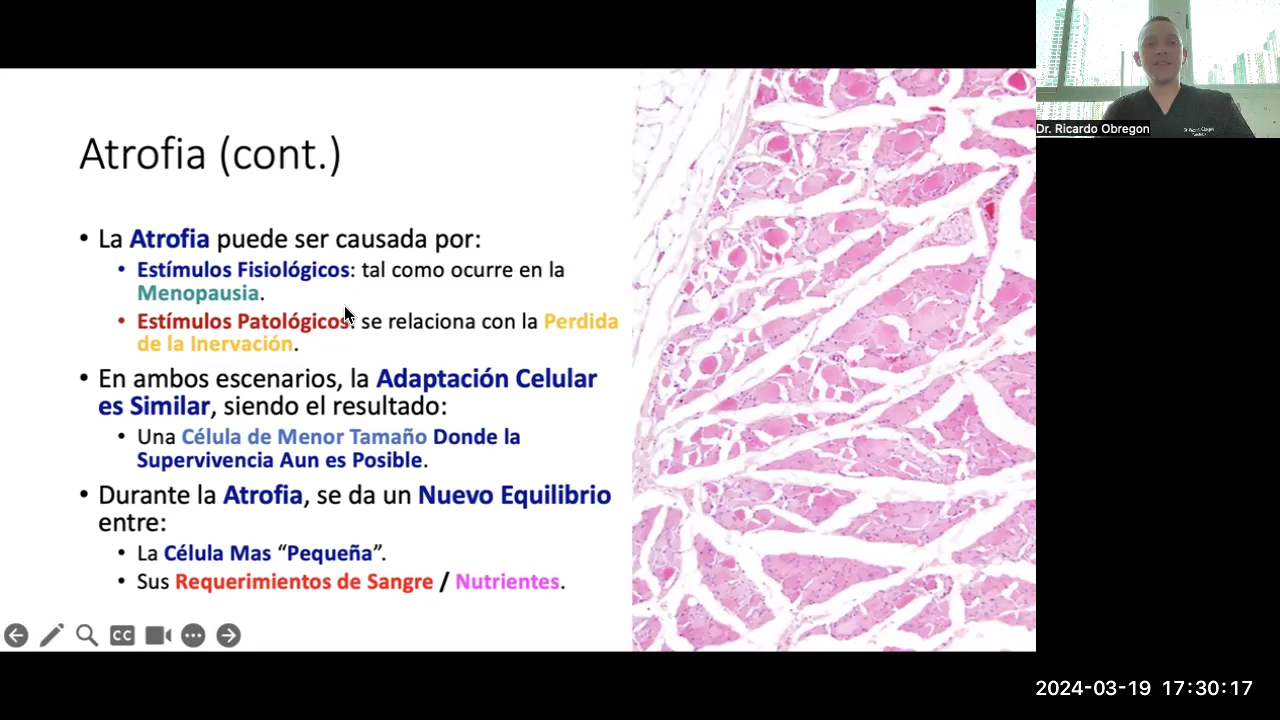 Atrofia (cont.)
• La Atrofia puede ser causada por:
• Estímulos Fisiológicos: tal como ocurre en la
Menopausia.
• Estímulos Patológicos: se relaciona con la Perdida
de la Inervación.
• En ambos escenarios, la Adaptación Celular
es Similar, siendo el resultado:
• Una Célula de Menor Tamaño Donde la
Supervivencia Aun es Posible.
• Durante la Atrofia, se da un Nuevo Equilibrio
entre:
• La Célula Mas “Pequeña”.
• Sus Requerimientos de Sangre / Nutrientes.
CC
Dr. Ricardo Obregon
2024-03-19 17:30:17